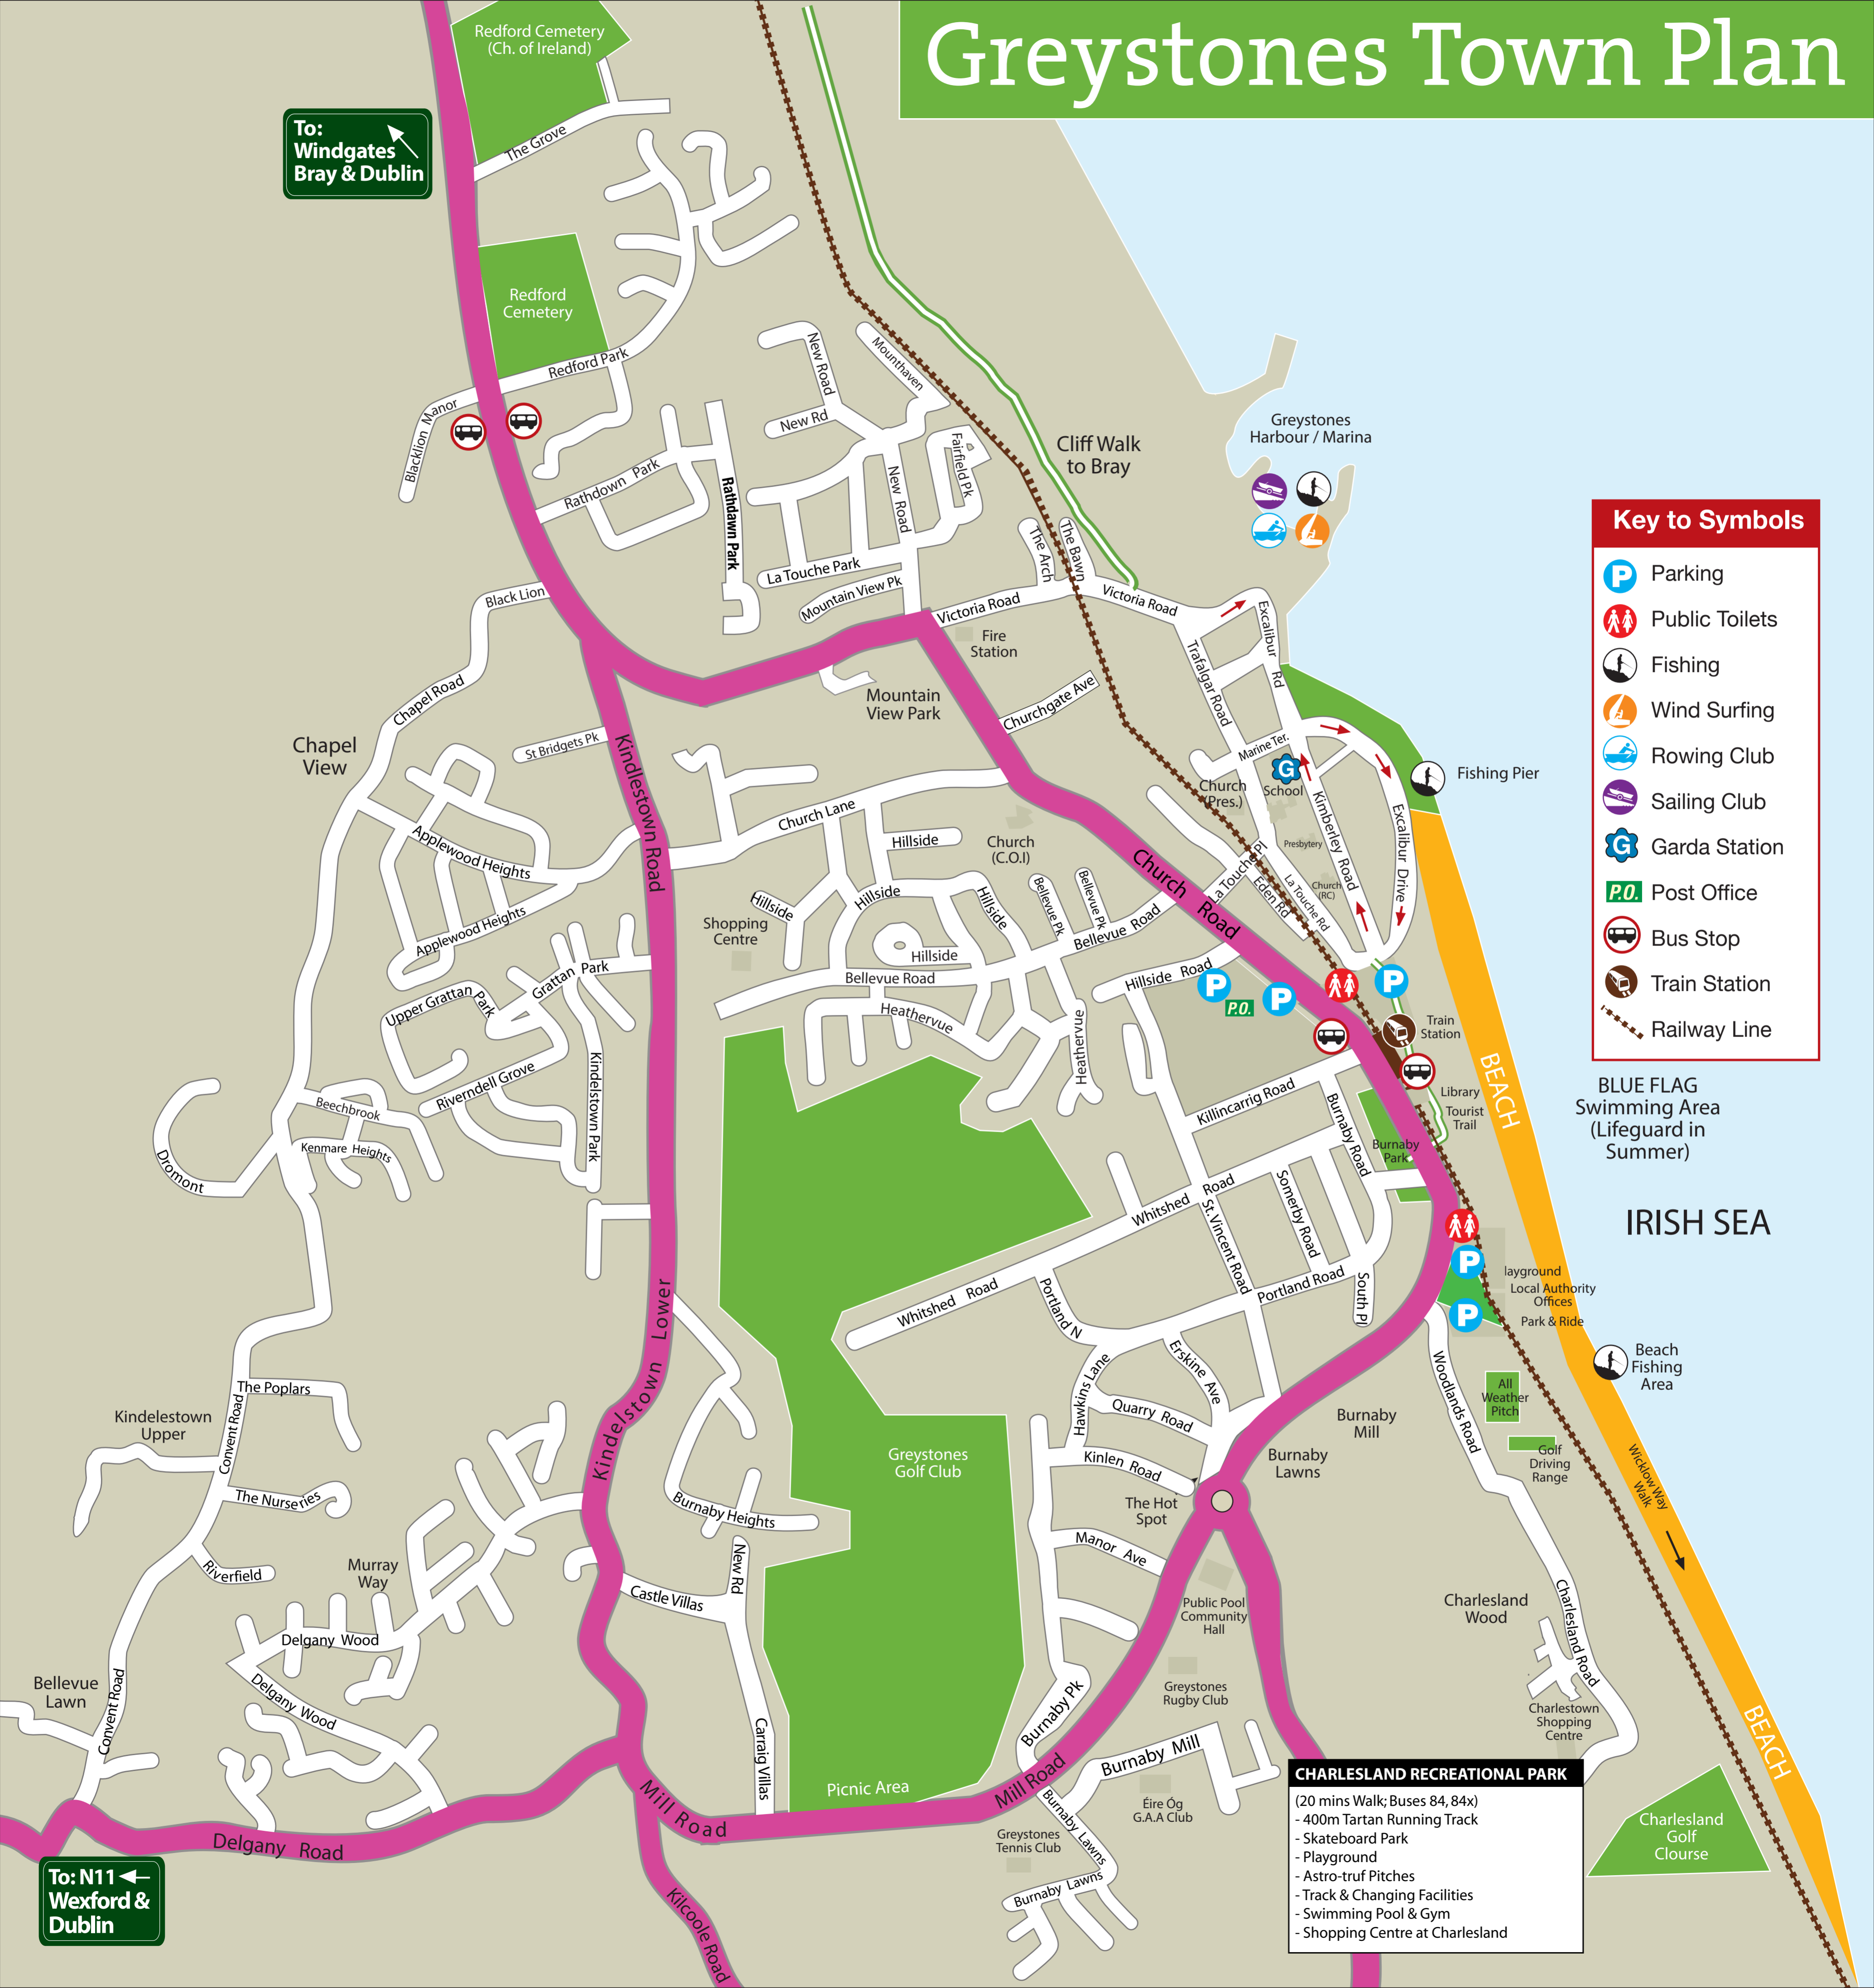 Greystones Town Plan
Redford Cemetery
(Ch. of Ireland)
To:
Windgates
Bray & Dublin
The Grove
Redford
Cemetery
Redford Park
Blacklion Manor
New Road
Mounthaven
New Rd
Fairfield Pk
Rathdown Park
Rathdawn Park
New Road
La Touche Park
Mountain View Pk
The Arch
The Bawn
Cliff Walk
to Bray
Greystones
Harbour / Marina
Victoria Road
Victoria Road
Fire
Station
Black Lion
Chapel Road
Chapel
View
St Bridgets Pk
Mountain
View Park
Churchgate Ave
Trafalgar Road
Excalibur Rd
Marine Ter.
G
School
Church
(Pres.)
Kimberley Road
Presbytery
Church
(RC)
Excalibur Drive
Fishing Pier
Key to Symbols
P Parking
Public Toilets
Fishing
Wind Surfing
Rowing Club
Sailing Club
G Garda Station
P.O. Post Office
Bus Stop
Train Station
Railway Line
Kindlestown Road
Church Lane
Church
(C.O.I)
Church Road
La Touche Pl
Eden Rd
La Touche Rd
Applewood Heights
Applewood Heights
Hillside
Hillside
Hillside
Hillside
Hillside
Shopping
Centre
Bellevue Pk
Bellevue Pk
Bellevue Road
Bellevue Road
Hillside Road
P
P.O.
P
P
Train
Station
Library
Tourist
Trail
Grattan Park
Upper Grattan Park
Riverndell Grove
Kindelstown Park
Heathervue
Heathervue
Killincarrig Road
Burnaby Road
Burnaby
Park
BEACH
BLUE FLAG
Swimming Area
(Lifeguard in
Summer)
IRISH SEA
Beechbrook
Kenmare Heights
Dromont
Whitshed Road
Whitshed Road
St.Vincent Road
Somerby Road
Portland Road
South Pl
Portland N
P
P
layground
Local Authority
Offices
Park & Ride
Beach
Fishing
Area
Kindelstown Lower
The Poplars
Kindelestown
Upper
Convent Road
The Nurseries
Riverfield
Murray
Way
Greystones
Golf Club
Erskine Ave
Hawkins Lane
Quarry Road
Kinlen Road
The Hot
Spot
Manor Ave
Burnaby
Mill
Burnaby
Lawns
Woodlands Road
All
Weather
Pitch
Golf
Driving
Range
Wicklow Way
Walk
Burnaby Heights
New Rd
Castle Villas
Carraig Villas
Delgany Wood
Delgany Wood
Bellevue
Lawn
Convent Road
Public Pool
Community
Hall
Greystones
Rugby Club
Charlesland
Wood
Charlesland Road
Charlestown
Shopping
Centre
BEACH
Burnaby Pk
Burnaby Mill
Picnic Area
Mill Road
Mill Road
Delgany Road
Éire Óg
G.A.A Club
Greystones
Tennis Club
Burnaby Lawns
Burnaby Lawns
To: N11
Wexford &
Dublin
Kilcoole Road
CHARLESLAND RECREATIONAL PARK
(20 mins Walk; Buses 84, 84x)
- 400m Tartan Running Track
- Skateboard Park
- Playground
- Astro-truf Pitches
- Track & Changing Facilities
- Swimming Pool & Gym
- Shopping Centre at Charlesland
Charlesland
Golf
Clourse